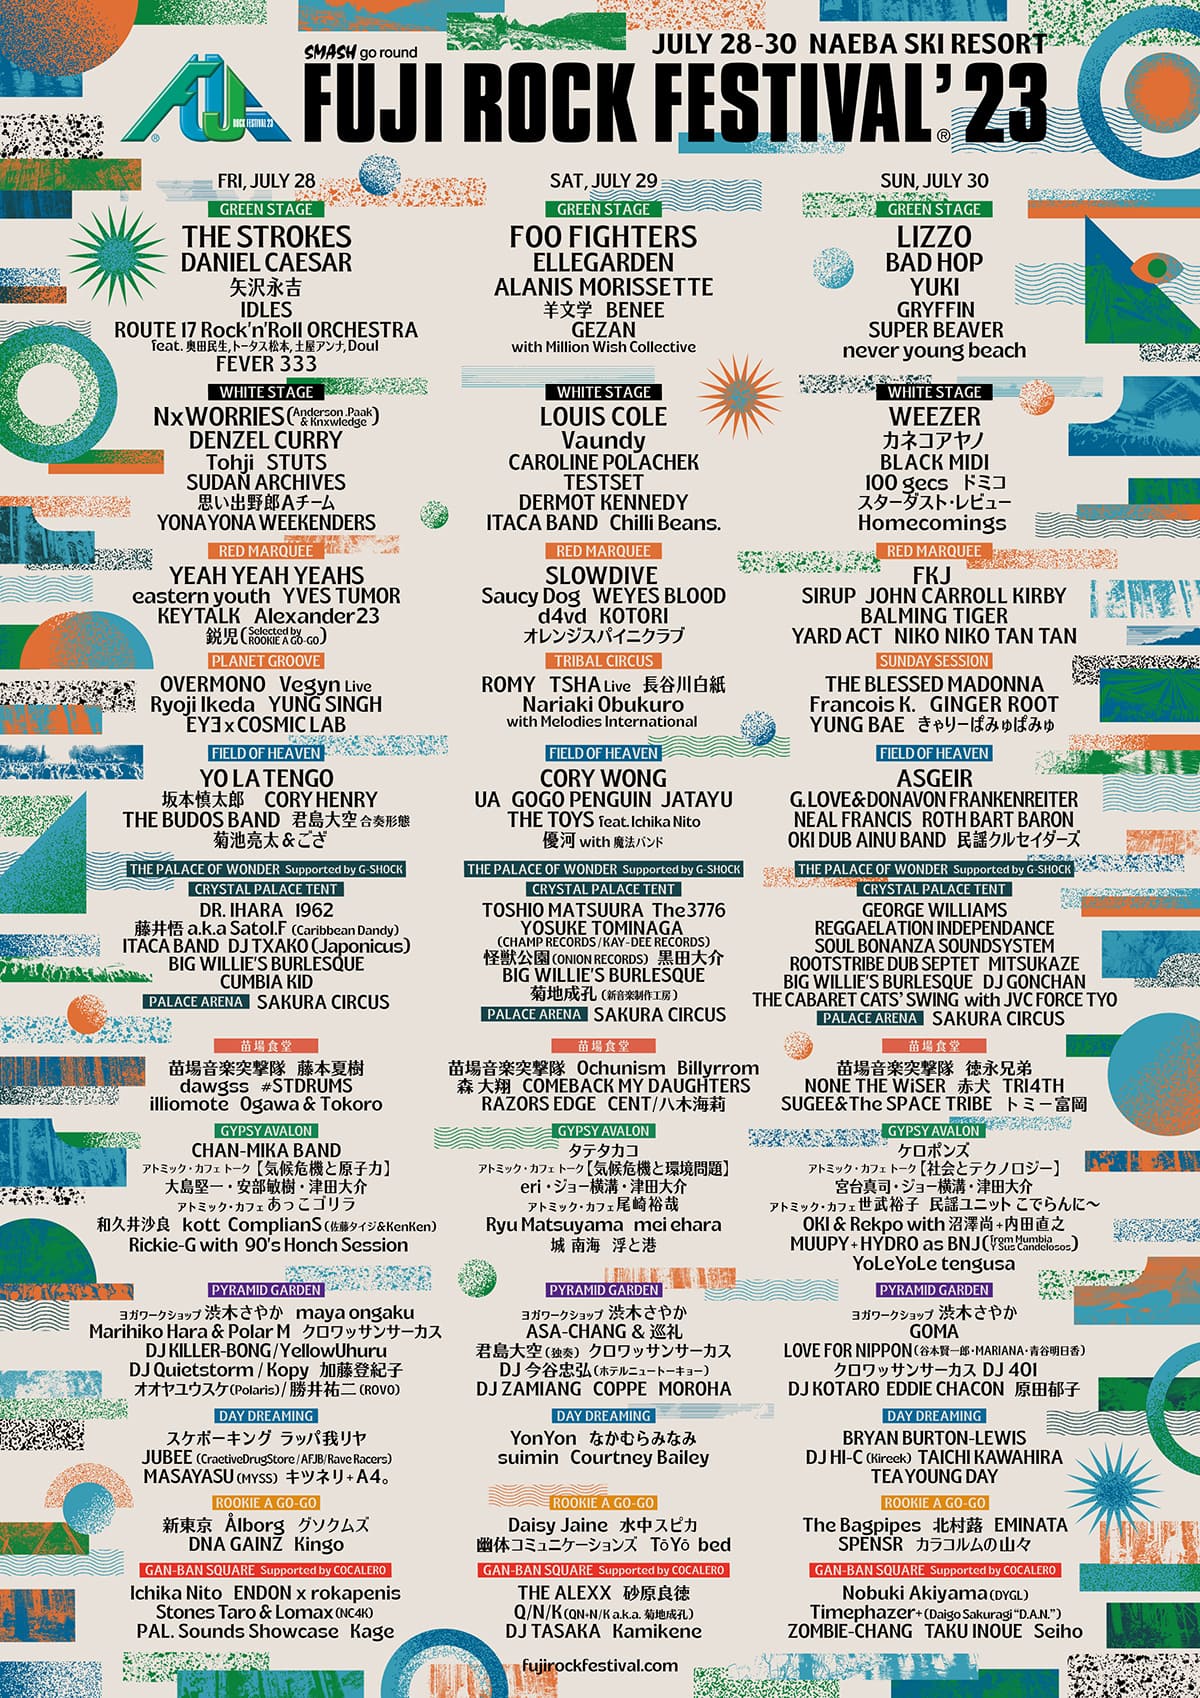 SMASH go round
JULY 28-30 NAEBA SKI RESORT
FUJI ROCK FESTIVAL'® 23
ROCK FESTIVAL 23
FRI, JULY 28
GREEN STAGE
THE STROKES
DANIEL CAESAR
矢沢永吉
IDLES
ROUTE 17 Rock'n'Roll ORCHESTRA
feat. 奥田民生, トータス松本, 土屋アンナ, Doul
FEVER 333
WHITE STAGE
NxWORRIES (Anderson .Paak & Knxwledge)
DENZEL CURRY
Tohji STUTS
SUDAN ARCHIVES
思い出野郎Aチーム
YONA YONA WEEKENDERS
RED MARQUEE
YEAH YEAH YEAHS
eastern youth YVES TUMOR
KEYTALK Alexander23
鋭児 (Selected by ROOKIE A GO-GO)
PLANET GROOVE
OVERMONO Vegyn Live
Ryoji Ikeda YUNG SINGH
EYƎ x COSMIC LAB
FIELD OF HEAVEN
YO LA TENGO
坂本慎太郎 CORY HENRY
THE BUDOS BAND 君島大空 合奏形態
菊池亮太&ござ
THE PALACE OF WONDER Supported by G-SHOCK
CRYSTAL PALACE TENT
DR. IHARA 1962
藤井悟 a.k.a Satol.F (Caribbean Dandy)
ITACA BAND DJ TXAKO (Japonicus)
BIG WILLIE'S BURLESQUE
CUMBIA KID
PALACE ARENA SAKURA CIRCUS
苗場食堂
苗場音楽突撃隊 藤本夏樹
dawgss #STDRUMS
illiomote Ogawa & Tokoro
GYPSY AVALON
CHAN-MIKA BAND
アトミック・カフェ トーク【気候危機と原子力】
大島堅一・安部敏樹・津田大介
アトミック・カフェ あっこゴリラ
和久井沙良 kott ComplianS (佐藤タイジ&KenKen)
Rickie-G with 90's Honch Session
PYRAMID GARDEN
ヨガワークショップ 渋木さやか maya ongaku
Marihiko Hara & Polar M クロワッサンサーカス
DJ KILLER-BONG / YellowUhuru
DJ Quietstorm / Kopy 加藤登紀子
オオヤユウスケ (Polaris) / 勝井祐二 (ROVO)
DAY DREAMING
スケボーキング ラッパ我リヤ
JUBEE (CraetiveDrugStore / AFJB/Rave Racers)
MASAYASU (MYSS) キツネリ+A4。
ROOKIE A GO-GO
新東京 Ålborg グソクムズ
DNA GAINZ Kingo
GAN-BAN SQUARE Supported by COCALERO
Ichika Nito ENDON x rokapenis
Stones Taro & Lomax (NC4K)
PAL. Sounds Showcase Kage
SAT, JULY 29
GREEN STAGE
FOO FIGHTERS
ELLEGARDEN
ALANIS MORISSETTE
羊文学 BENEE
GEZAN
with Million Wish Collective
WHITE STAGE
LOUIS COLE
Vaundy
CAROLINE POLACHEK
TESTSET
DERMOT KENNEDY
ITACA BAND Chilli Beans.
RED MARQUEE
SLOWDIVE
Saucy Dog WEYES BLOOD
d4vd KOTORI
オレンジスパイニクラブ
TRIBAL CIRCUS
ROMY TSHA Live 長谷川白紙
Nariaki Obukuro
with Melodies International
FIELD OF HEAVEN
CORY WONG
UA GOGO PENGUIN JATAYU
THE TOYS feat. Ichika Nito
優河 with 魔法バンド
THE PALACE OF WONDER Supported by G-SHOCK
CRYSTAL PALACE TENT
TOSHIO MATSUURA The3776
YOSUKE TOMINAGA
(CHAMP RECORDS / KAY-DEE RECORDS)
怪獣公園 (ONION RECORDS) 黒田大介
BIG WILLIE'S BURLESQUE
菊地成孔 (新音楽制作工房)
PALACE ARENA SAKURA CIRCUS
苗場食堂
苗場音楽突撃隊 Ochunism Billyrrom
森 大翔 COMEBACK MY DAUGHTERS
RAZORS EDGE CENT/八木海莉
GYPSY AVALON
タテタカコ
アトミック・カフェ トーク【気候危機と環境問題】
eri・ジョー横溝・津田大介
アトミック・カフェ 尾崎裕哉
Ryu Matsuyama mei ehara
城 南海 浮と港
PYRAMID GARDEN
ヨガワークショップ 渋木さやか
ASA-CHANG & 巡礼
君島大空 (独奏) クロワッサンサーカス
DJ 今谷忠弘 (ホテルニュートーキョー)
DJ ZAMIANG COPPE MOROHA
DAY DREAMING
YonYon なかむらみなみ
suimin Courtney Bailey
ROOKIE A GO-GO
Daisy Jaine 水中スピカ
幽体コミュニケーションズ TōYō bed
GAN-BAN SQUARE Supported by COCALERO
THE ALEXX 砂原良徳
Q/N/K (QN+N/K a.k.a. 菊地成孔)
DJ TASAKA Kamikene
SUN, JULY 30
GREEN STAGE
LIZZO
BAD HOP
YUKI
GRYFFIN
SUPER BEAVER
never young beach
WHITE STAGE
WEEZER
カネコアヤノ
BLACK MIDI
100 gecs ドミコ
スターダスト・レビュー
Homecomings
RED MARQUEE
FKJ
SIRUP JOHN CARROLL KIRBY
BALMING TIGER
YARD ACT NIKO NIKO TAN TAN
SUNDAY SESSION
THE BLESSED MADONNA
Francois K. GINGER ROOT
YUNG BAE きゃりーぱみゅぱみゅ
FIELD OF HEAVEN
ASGEIR
G. LOVE & DONAVON FRANKENREITER
NEAL FRANCIS ROTH BART BARON
OKI DUB AINU BAND 民謡クルセイダーズ
THE PALACE OF WONDER Supported by G-SHOCK
CRYSTAL PALACE TENT
GEORGE WILLIAMS
REGGAELATION INDEPENDANCE
SOUL BONANZA SOUNDSYSTEM
ROOTSTRIBE DUB SEPTET MITSUKAZE
BIG WILLIE'S BURLESQUE DJ GONCHAN
THE CABARET CATS' SWING with JVC FORCE TYO
PALACE ARENA SAKURA CIRCUS
苗場食堂
苗場音楽突撃隊 徳永兄弟
NONE THE WiSER 赤犬 TRI4TH
SUGEE&The SPACE TRIBE トミー富岡
GYPSY AVALON
ケロポンズ
アトミック・カフェ トーク【社会とテクノロジー】
宮台真司・ジョー横溝・津田大介
アトミック・カフェ 世武裕子 民謡ユニット こでらんに〜
OKI & Rekpo with 沼澤尚+内田直之
MUUPY+HYDRO as BNJ (from Mumbia Y Sus Candelosos)
YoLeYoLe tengusa
PYRAMID GARDEN
ヨガワークショップ 渋木さやか
GOMA
LOVE FOR NIPPON (谷本賢一郎・MARIANA・青谷明日香)
クロワッサンサーカス DJ 401
DJ KOTARO EDDIE CHACON 原田郁子
DAY DREAMING
BRYAN BURTON-LEWIS
DJ HI-C (Kireek) TAICHI KAWAHIRA
TEA YOUNG DAY
ROOKIE A GO-GO
The Bagpipes 北村蕗 EMINATA
SPENSR カラコルムの山々
GAN-BAN SQUARE Supported by COCALERO
Nobuki Akiyama (DYGL)
Timephazer+ (Daigo Sakuragi "D.A.N.")
ZOMBIE-CHANG TAKU INOUE Seiho
fujirockfestival.com